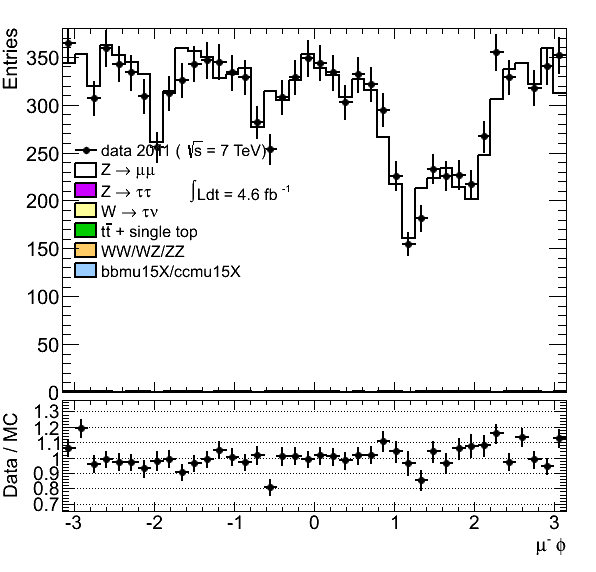 Entries
350
300
250
200
150
100
50
0
data 2011 ( √s = 7 TeV)
Z → μμ
Z → ττ
∫Ldt = 4.6 fb⁻¹
W → τν
tt̄ + single top
WW/WZ/ZZ
bbmu15X/ccmu15X
Data / MC
1.3
1.2
1.1
1
0.9
0.8
0.7
-3 -2 -1 0 1 2 3
μ⁻ ϕ